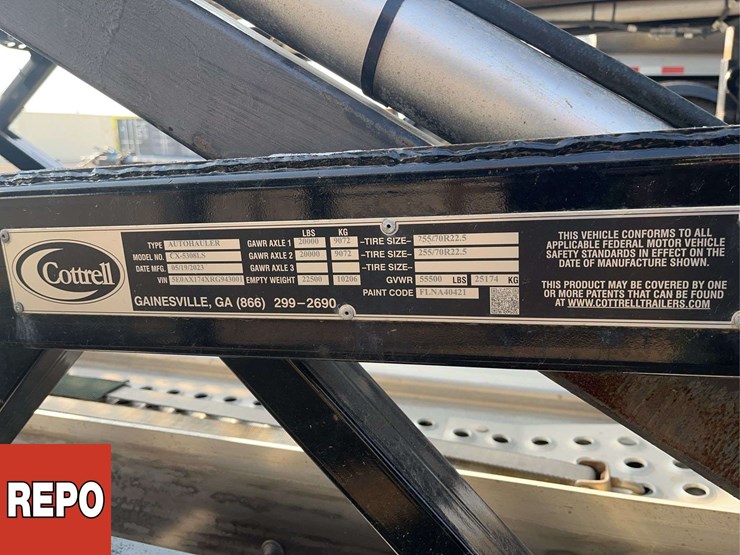 Cottrell
TYPE AUTOHAULER
MODEL NO. CX-5308LS
DATE MFG. 05/19/2023
VIN
LBS KG
GAWR AXLE 1 20000 9072 -TIRE SIZE- 255/70R22.5
GAWR AXLE 2 20000 9072 -TIRE SIZE- 255/70R22.5
GAWR AXLE 3 -TIRE SIZE-
EMPTY WEIGHT 22500 10206 GVWR 55500 LBS 25174 KG
PAINT CODE FLNA40421
GAINESVILLE, GA (866) 299-2690
THIS VEHICLE CONFORMS TO ALL
APPLICABLE FEDERAL MOTOR VEHICLE
SAFETY STANDARDS IN EFFECT ON THE
DATE OF MANUFACTURE SHOWN.
THIS PRODUCT MAY BE COVERED BY ONE
OR MORE PATENTS THAT CAN BE FOUND
AT WWW.COTTRELLTRAILERS.COM
REPO